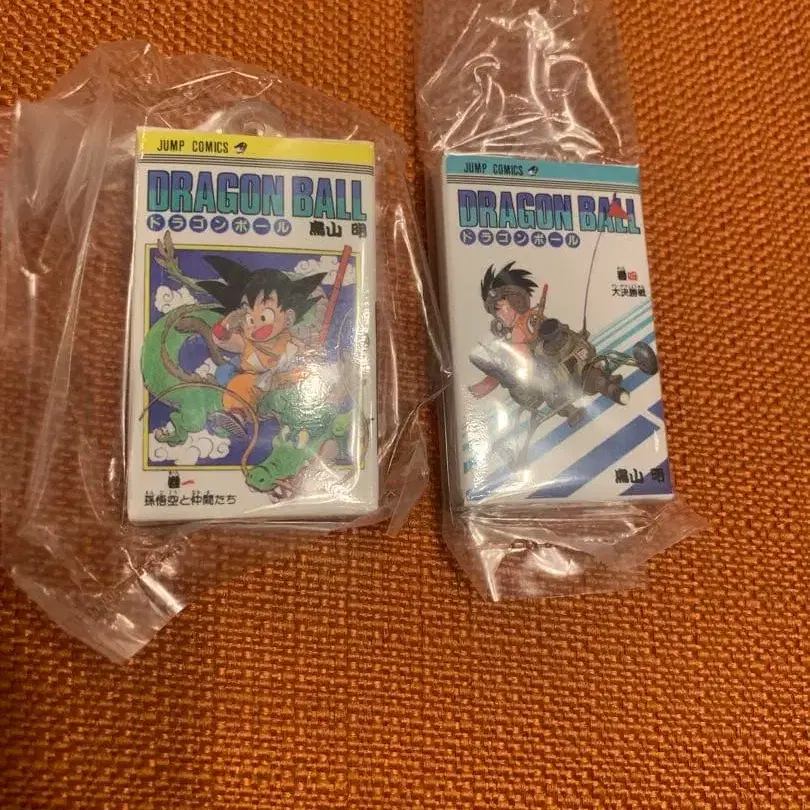 JUMP COMICS
DRAGON BALL
ドラゴンボール
鳥山 明
巻一
孫悟空と仲間たち
JUMP COMICS
DRAGON BALL
ドラゴンボール
巻四
大決勝戦
鳥山 明